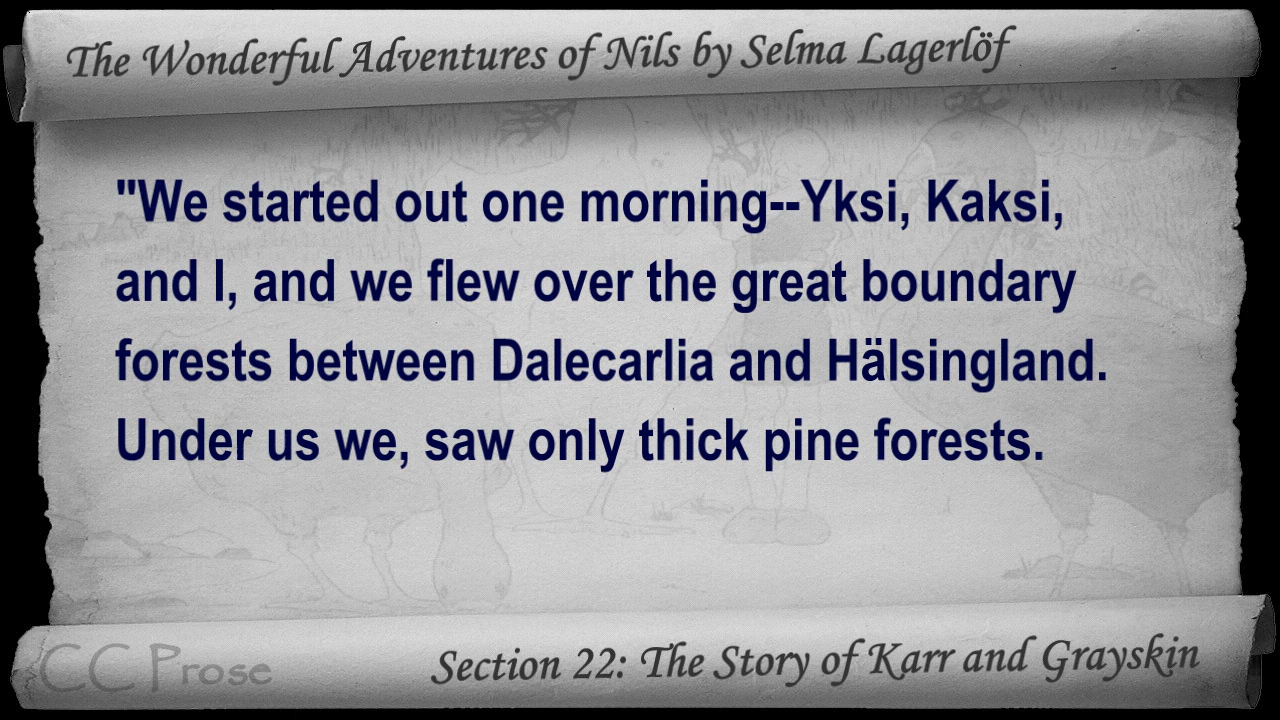 The Wonderful Adventures of Nils by Selma Lagerlöf
"We started out one morning--Yksi, Kaksi,
and I, and we flew over the great boundary
forests between Dalecarlia and Hälsingland.
Under us we, saw only thick pine forests.
CC Prose
Section 22: The Story of Karr and Grayskin